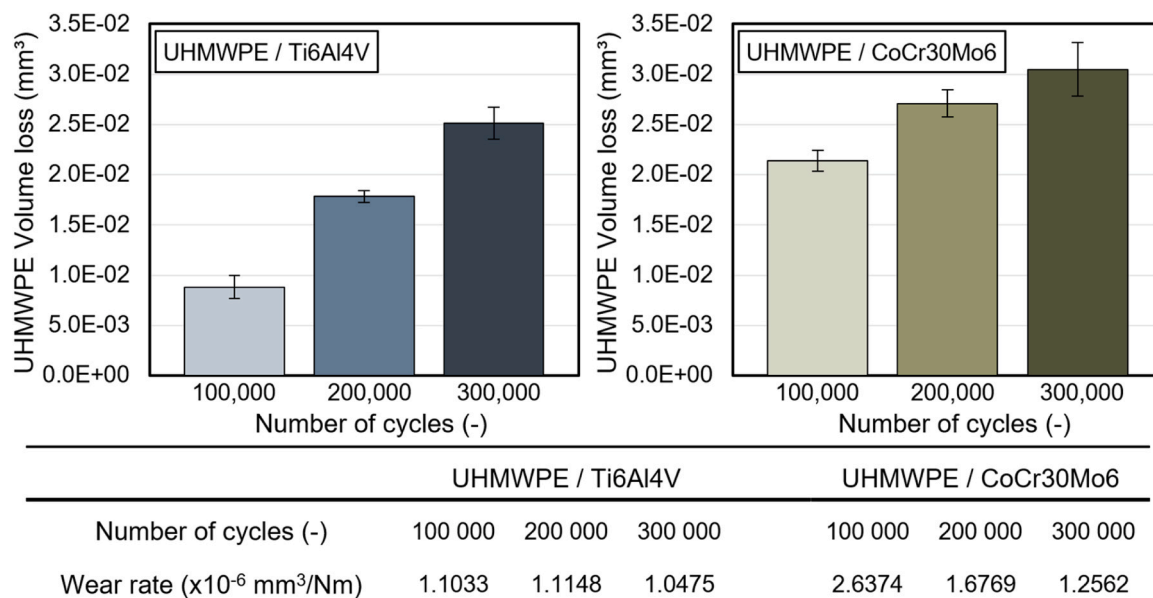 UHMWPE Volume loss (mm³)
3.5E-02
3.0E-02
2.5E-02
2.0E-02
1.5E-02
1.0E-02
5.0E-03
0.0E+00
UHMWPE / Ti6Al4V
100,000 200,000 300,000
Number of cycles (-)
UHMWPE Volume loss (mm³)
3.5E-02
3.0E-02
2.5E-02
2.0E-02
1.5E-02
1.0E-02
5.0E-03
0.0E+00
UHMWPE / CoCr30Mo6
100,000 200,000 300,000
Number of cycles (-)
UHMWPE / Ti6Al4V UHMWPE / CoCr30Mo6
Number of cycles (-) 100 000 200 000 300 000 100 000 200 000 300 000
Wear rate (x10⁻⁶ mm³/Nm) 1.1033 1.1148 1.0475 2.6374 1.6769 1.2562